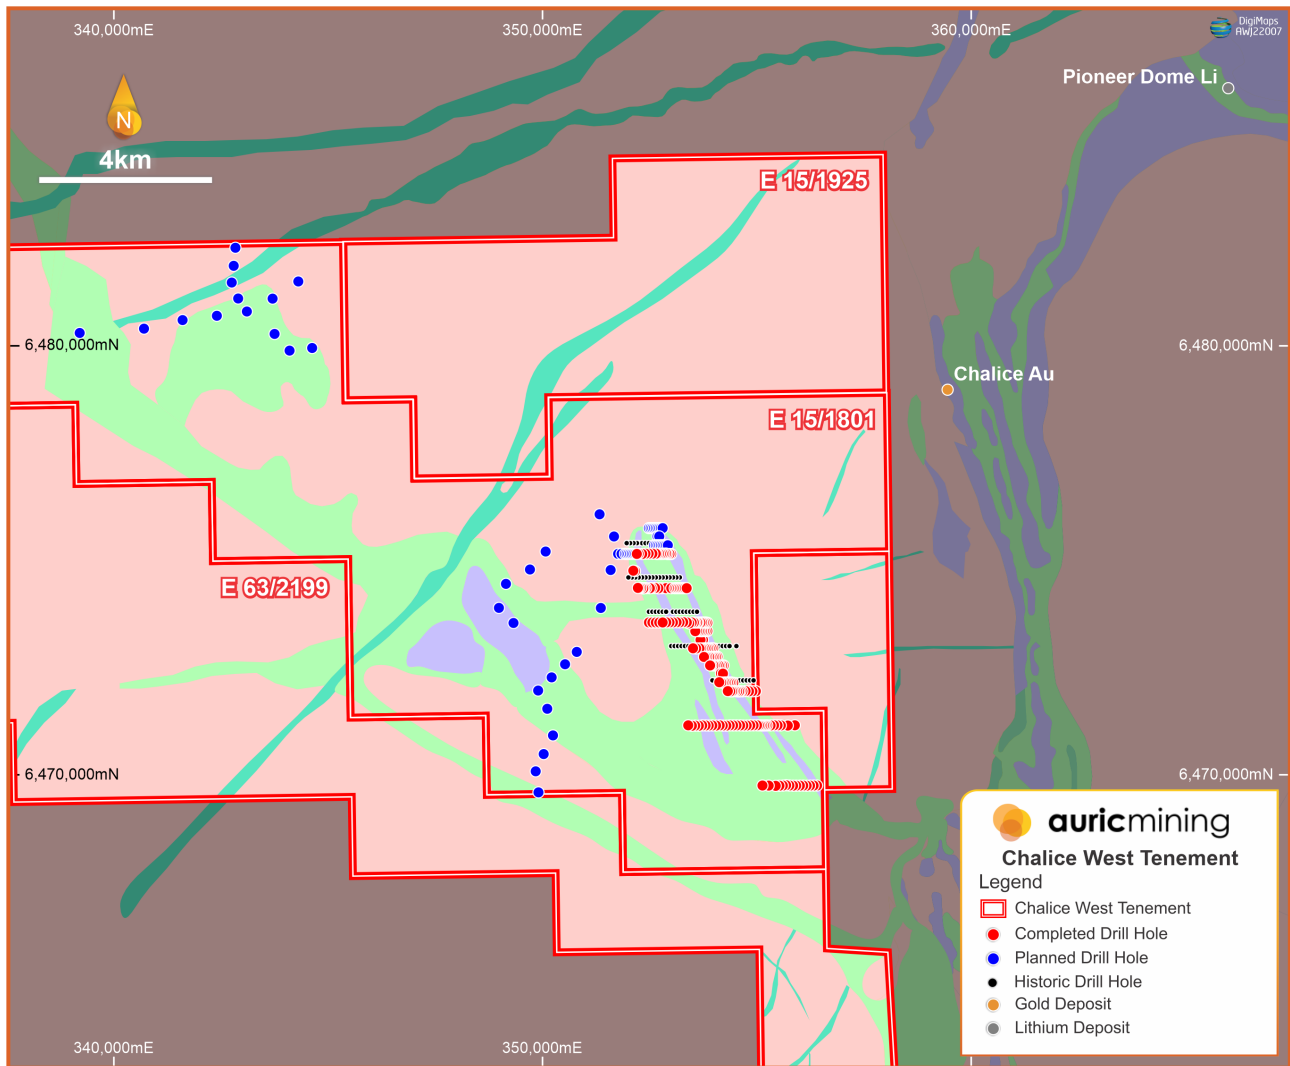 340,000mE
350,000mE
360,000mE
DigiMaps
AWJ22007
Pioneer Dome Li
N
4km
E 15/1925
6,480,000mN
6,480,000mN
Chalice Au
E 15/1801
E 63/2199
6,470,000mN
6,470,000mN
auricmining
Chalice West Tenement
Legend
Chalice West Tenement
Completed Drill Hole
Planned Drill Hole
Historic Drill Hole
Gold Deposit
Lithium Deposit
340,000mE
350,000mE